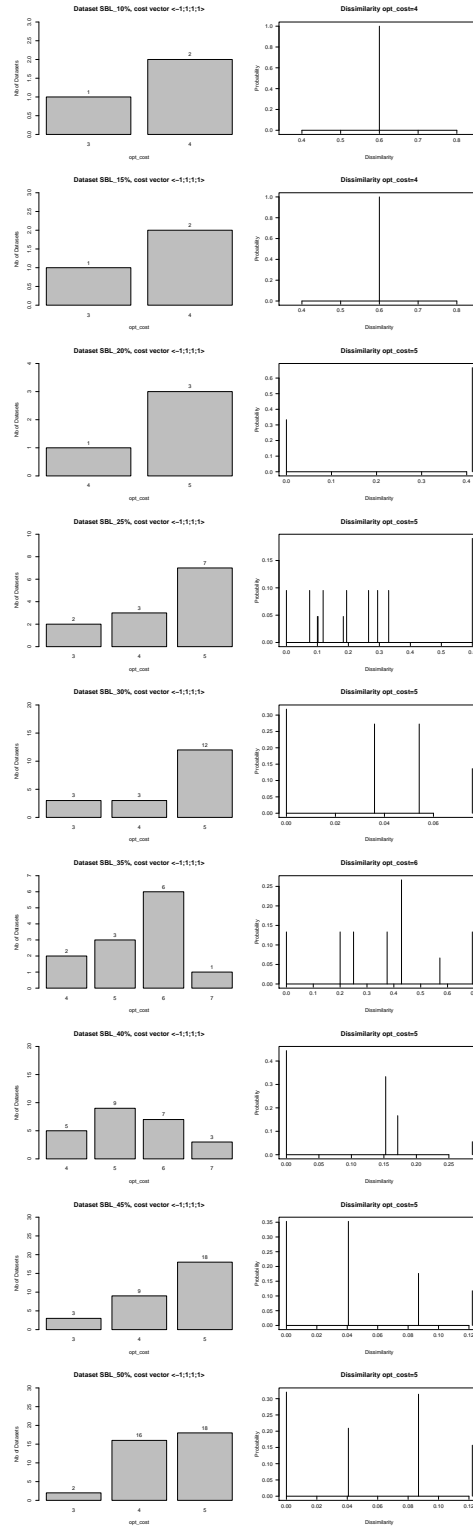 Dataset SBL_10%, cost vector <−1;1;1;1>
Nb of Datasets
0.0 0.5 1.0 1.5 2.0 2.5 3.0
1 2
3 4
opt_cost
Dissimilarity opt_cost=4
Probability
1.0
0.8
0.6
0.4
0.2
0.0
0.4 0.5 0.6 0.7 0.8
Dissimilarity
Dataset SBL_15%, cost vector <−1;1;1;1>
Nb of Datasets
0.0 0.5 1.0 1.5 2.0 2.5 3.0
1 2
3 4
opt_cost
Dissimilarity opt_cost=4
Probability
1.0
0.8
0.6
0.4
0.2
0.0
0.4 0.5 0.6 0.7 0.8
Dissimilarity
Dataset SBL_20%, cost vector <−1;1;1;1>
Nb of Datasets
0 1 2 3 4
1 3
4 5
opt_cost
Dissimilarity opt_cost=5
Probability
0.6
0.5
0.4
0.3
0.2
0.1
0.0
0.0 0.1 0.2 0.3 0.4
Dissimilarity
Dataset SBL_25%, cost vector <−1;1;1;1>
Nb of Datasets
0 2 4 6 8 10
2 3 7
3 4 5
opt_cost
Dissimilarity opt_cost=5
Probability
0.15
0.10
0.05
0.00
0.0 0.1 0.2 0.3 0.4 0.5
Dissimilarity
Dataset SBL_30%, cost vector <−1;1;1;1>
Nb of Datasets
0 5 10 15 20
3 3 12
3 4 5
opt_cost
Dissimilarity opt_cost=5
Probability
0.30
0.25
0.20
0.15
0.10
0.05
0.00
0.00 0.02 0.04 0.06
Dissimilarity
Dataset SBL_35%, cost vector <−1;1;1;1>
Nb of Datasets
0 1 2 3 4 5 6 7
2 3 6 1
4 5 6 7
opt_cost
Dissimilarity opt_cost=6
Probability
0.25
0.20
0.15
0.10
0.05
0.00
0.0 0.1 0.2 0.3 0.4 0.5 0.6
Dissimilarity
Dataset SBL_40%, cost vector <−1;1;1;1>
Nb of Datasets
0 5 10 15 20
5 9 7 3
4 5 6 7
opt_cost
Dissimilarity opt_cost=5
Probability
0.4
0.3
0.2
0.1
0.0
0.00 0.05 0.10 0.15 0.20 0.25
Dissimilarity
Dataset SBL_45%, cost vector <−1;1;1;1>
Nb of Datasets
0 5 10 15 20 25 30
3 9 18
3 4 5
opt_cost
Dissimilarity opt_cost=5
Probability
0.35
0.30
0.25
0.20
0.15
0.10
0.05
0.00
0.00 0.02 0.04 0.06 0.08 0.10 0.12
Dissimilarity
Dataset SBL_50%, cost vector <−1;1;1;1>
Nb of Datasets
0 5 10 15 20 25 30
2 16 18
3 4 5
opt_cost
Dissimilarity opt_cost=5
Probability
0.30
0.25
0.20
0.15
0.10
0.05
0.00
0.00 0.02 0.04 0.06 0.08 0.10 0.12
Dissimilarity